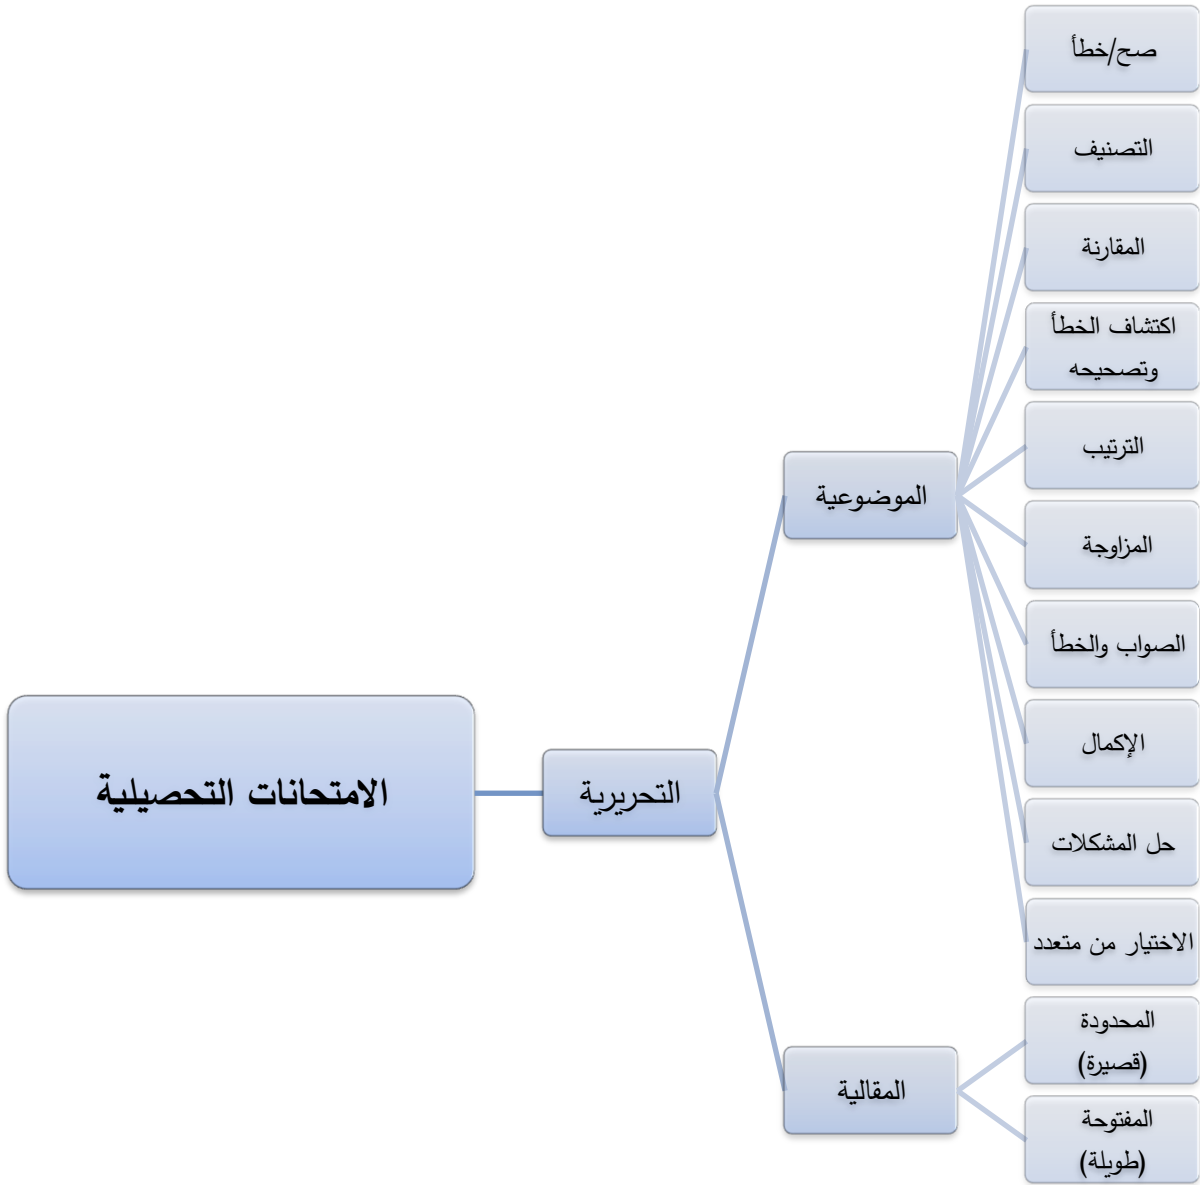 صح/خطأ
التصنيف
المقارنة
اكتشاف الخطأ
وتصحيحه
الترتيب
الموضوعية
المزاوجة
الصواب والخطأ
الإكمال
الامتحانات التحصيلية
التحريرية
حل المشكلات
الاختيار من متعدد
المحدودة
(قصيرة)
المقالية
المفتوحة
(طويلة)